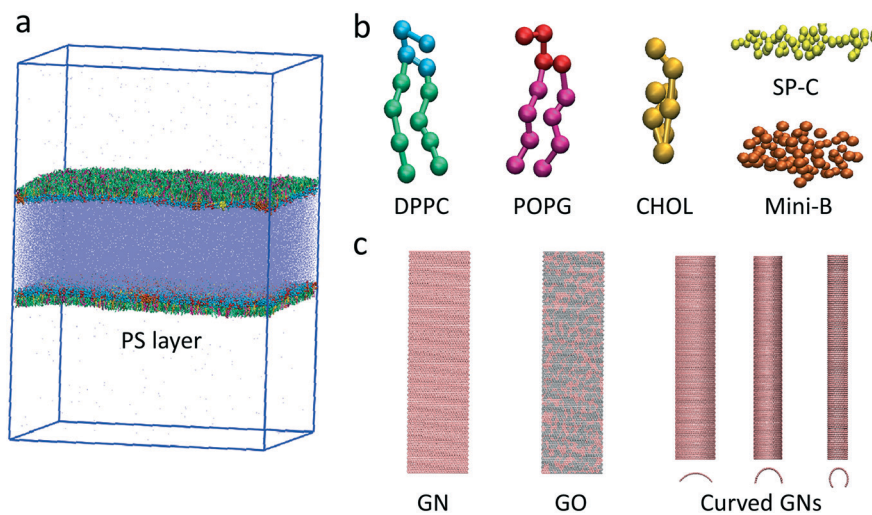 a
PS layer
b
DPPC
POPG
CHOL
SP-C
Mini-B
c
GN
GO
Curved GNs